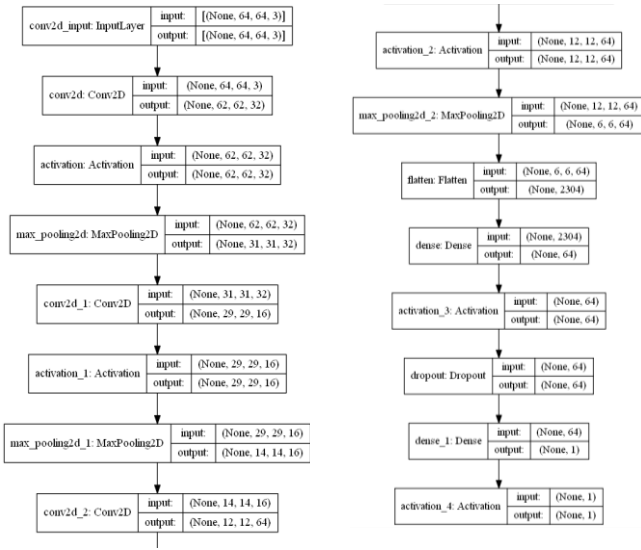 conv2d_input: InputLayer
input: [(None, 64, 64, 3)]
output: [(None, 64, 64, 3)]
conv2d: Conv2D
input: (None, 64, 64, 3)
output: (None, 62, 62, 32)
activation: Activation
input: (None, 62, 62, 32)
output: (None, 62, 62, 32)
max_pooling2d: MaxPooling2D
input: (None, 62, 62, 32)
output: (None, 31, 31, 32)
conv2d_1: Conv2D
input: (None, 31, 31, 32)
output: (None, 29, 29, 16)
activation_1: Activation
input: (None, 29, 29, 16)
output: (None, 29, 29, 16)
max_pooling2d_1: MaxPooling2D
input: (None, 29, 29, 16)
output: (None, 14, 14, 16)
conv2d_2: Conv2D
input: (None, 14, 14, 16)
output: (None, 12, 12, 64)
activation_2: Activation
input: (None, 12, 12, 64)
output: (None, 12, 12, 64)
max_pooling2d_2: MaxPooling2D
input: (None, 12, 12, 64)
output: (None, 6, 6, 64)
flatten: Flatten
input: (None, 6, 6, 64)
output: (None, 2304)
dense: Dense
input: (None, 2304)
output: (None, 64)
activation_3: Activation
input: (None, 64)
output: (None, 64)
dropout: Dropout
input: (None, 64)
output: (None, 64)
dense_1: Dense
input: (None, 64)
output: (None, 1)
activation_4: Activation
input: (None, 1)
output: (None, 1)